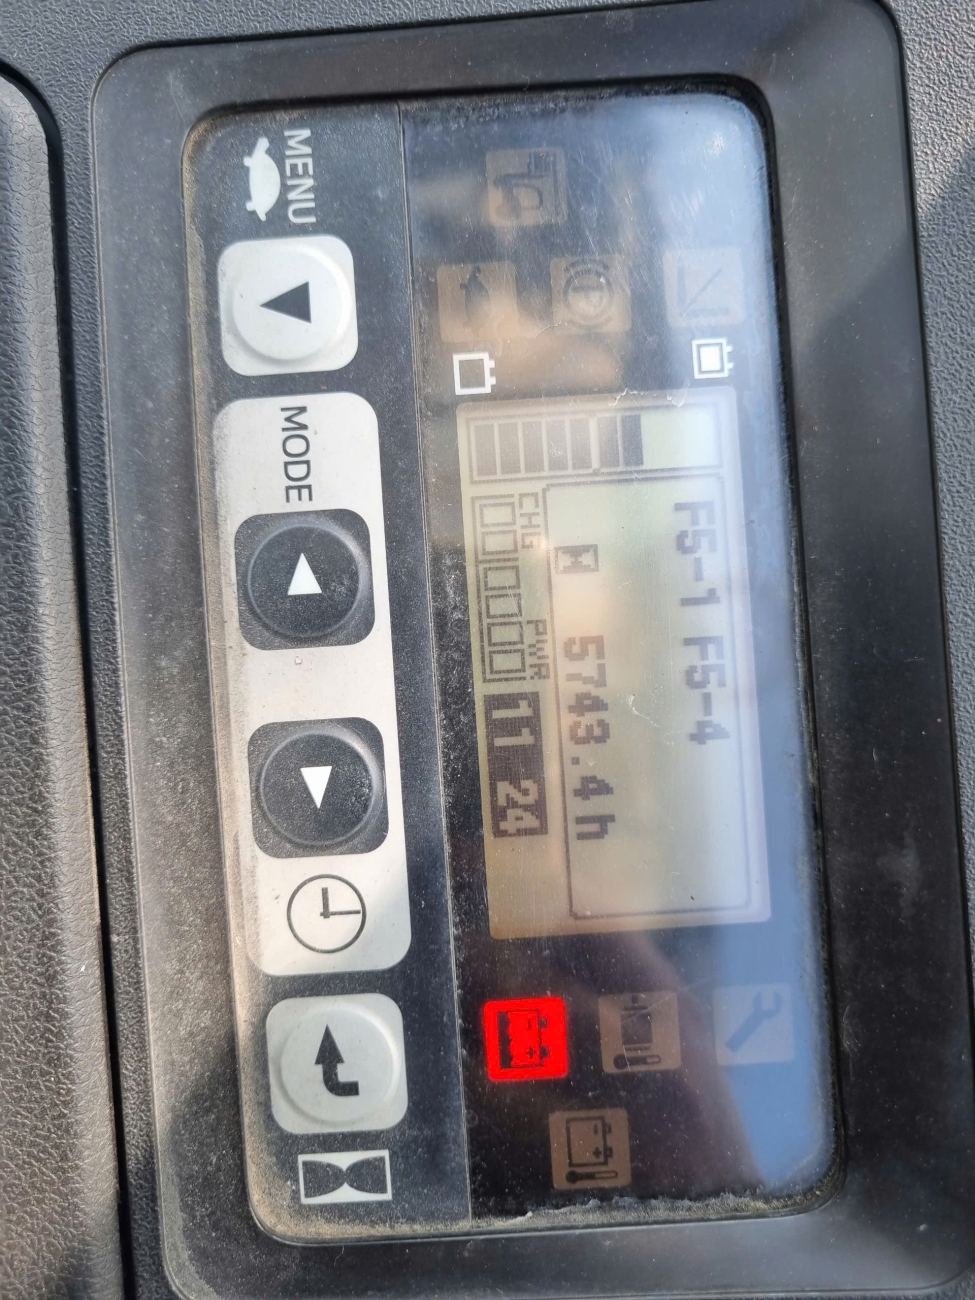 F5-1 F5-4
H 5743.4h
CHG PWR
11 24
MENU
MODE